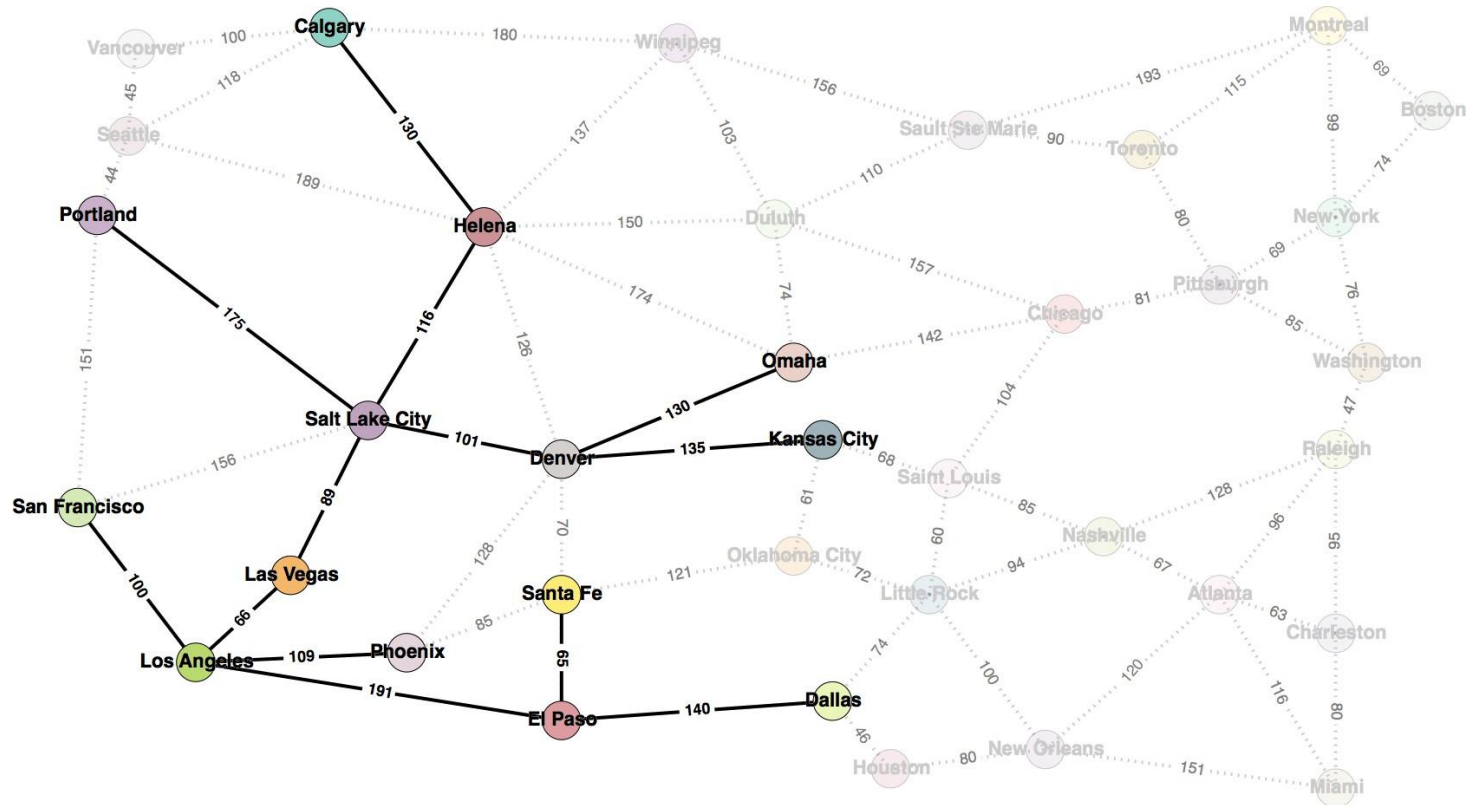 Calgary
180
Winnipeg
Montreal
Vancouver
100
118
45
156
193
115
69
Boston
Seattle
130
137
103
Sault Ste Marie
90
Toronto
99
74
44
189
110
Portland
Helena
150
Duluth
80
New York
69
157
Pittsburgh
76
174
74
81
85
175
116
126
142
Chicago
Washington
151
Omaha
104
47
130
Salt Lake City
101
Denver
135
Kansas City
68
Raleigh
156
Saint Louis
128
89
61
85
96
95
San Francisco
70
60
Nashville
128
Oklahoma City
94
67
Las Vegas
121
72
100
66
Santa Fe
Little Rock
Atlanta
63
85
Charleston
Los Angeles
109
Phoenix
65
74
100
120
116
191
Dallas
80
El Paso
140
46
New Orleans
Houston
80
151
Miami